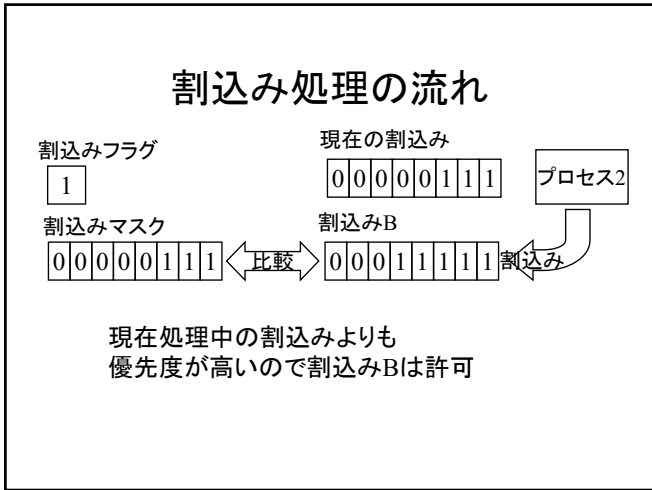 割込み処理の流れ
割込みフラグ
1
現在の割込み
0 0 0 0 0 1 1 1
プロセス2
割込みマスク
0 0 0 0 0 1 1 1
比較
割込みB
0 0 0 1 1 1 1 1
割込み
現在処理中の割込みよりも
優先度が高いので割込みBは許可